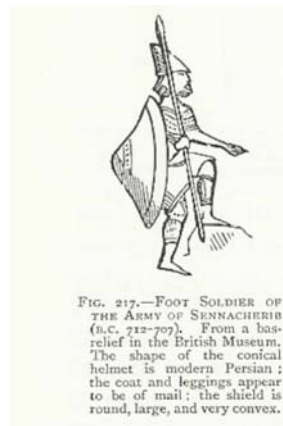 FIG. 217.—FOOT SOLDIER OF
THE ARMY OF SENNACHERIB
(B.C. 712-707). From a bas-
relief in the British Museum.
The shape of the conical
helmet is modern Persian;
the coat and leggings appear
to be of mail; the shield is
round, large, and very convex.